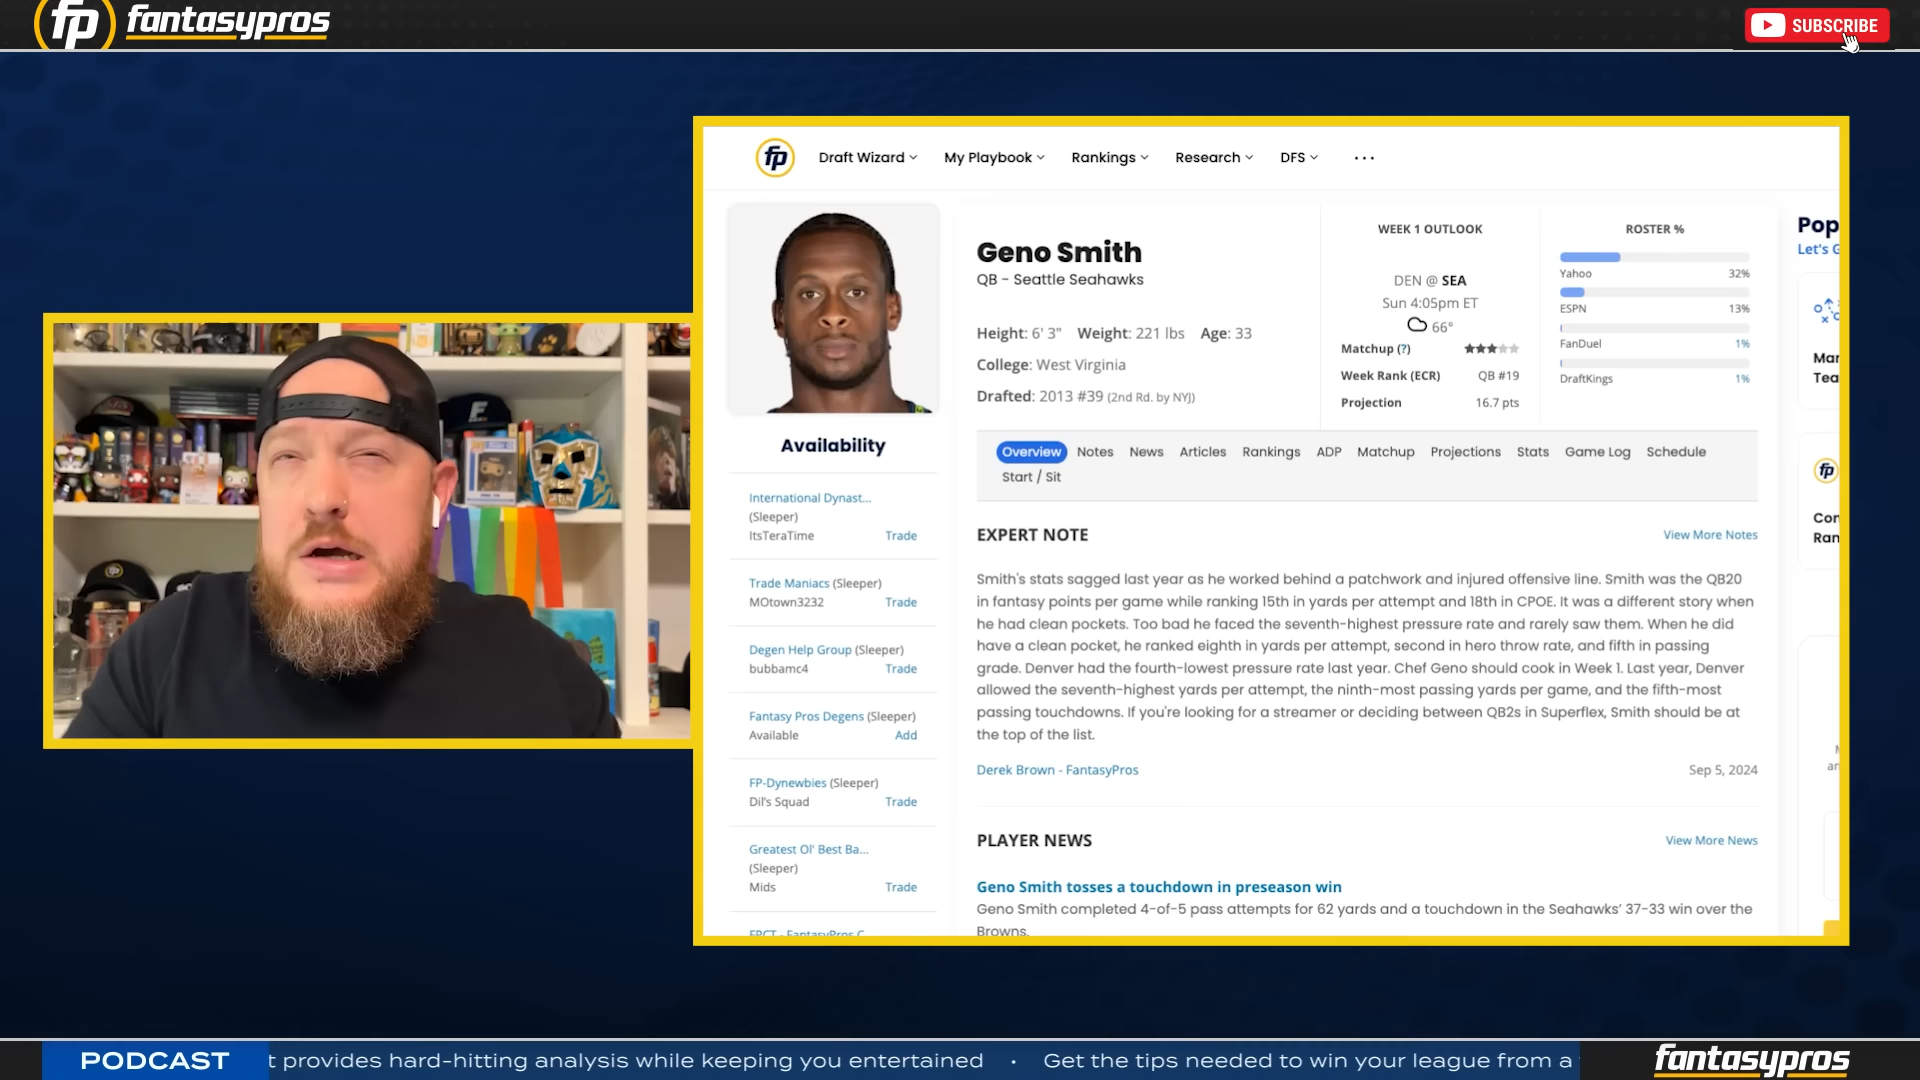 fp fantasypros
SUBSCRIBE
fp Draft Wizard My Playbook Rankings Research DFS ...
Geno Smith
QB - Seattle Seahawks
Height: 6' 3" Weight: 221 lbs Age: 33
College: West Virginia
Drafted: 2013 #39 (2nd Rd. by NYJ)
WEEK 1 OUTLOOK
DEN @ SEA
Sun 4:05pm ET
66°
Matchup (?)
Week Rank (ECR) QB #19
Projection 16.7 pts
ROSTER %
Yahoo 32%
ESPN 13%
FanDuel 1%
DraftKings 1%
Pop
Let's G
Mar
Tea
fp
Con
Ran
Availability
International Dynast...
(Sleeper)
ItsTeraTime Trade
Trade Maniacs (Sleeper)
MOtown3232 Trade
Degen Help Group (Sleeper)
bubbamc4 Trade
Fantasy Pros Degens (Sleeper)
Available Add
FP-Dynewbies (Sleeper)
Dil's Squad Trade
Greatest Ol' Best Ba...
(Sleeper)
Mids Trade
FPCT - FantasyPros C
Overview Notes News Articles Rankings ADP Matchup Projections Stats Game Log Schedule
Start / Sit
EXPERT NOTE View More Notes
Smith's stats sagged last year as he worked behind a patchwork and injured offensive line. Smith was the QB20
in fantasy points per game while ranking 15th in yards per attempt and 18th in CPOE. It was a different story when
he had clean pockets. Too bad he faced the seventh-highest pressure rate and rarely saw them. When he did
have a clean pocket, he ranked eighth in yards per attempt, second in hero throw rate, and fifth in passing
grade. Denver had the fourth-lowest pressure rate last year. Chef Geno should cook in Week 1. Last year, Denver
allowed the seventh-highest yards per attempt, the ninth-most passing yards per game, and the fifth-most
passing touchdowns. If you're looking for a streamer or deciding between QB2s in Superflex, Smith should be at
the top of the list.
Derek Brown - FantasyPros Sep 5, 2024
PLAYER NEWS View More News
Geno Smith tosses a touchdown in preseason win
Geno Smith completed 4-of-5 pass attempts for 62 yards and a touchdown in the Seahawks' 37-33 win over the
Browns.
PODCAST t provides hard-hitting analysis while keeping you entertained • Get the tips needed to win your league from a
fantasypros